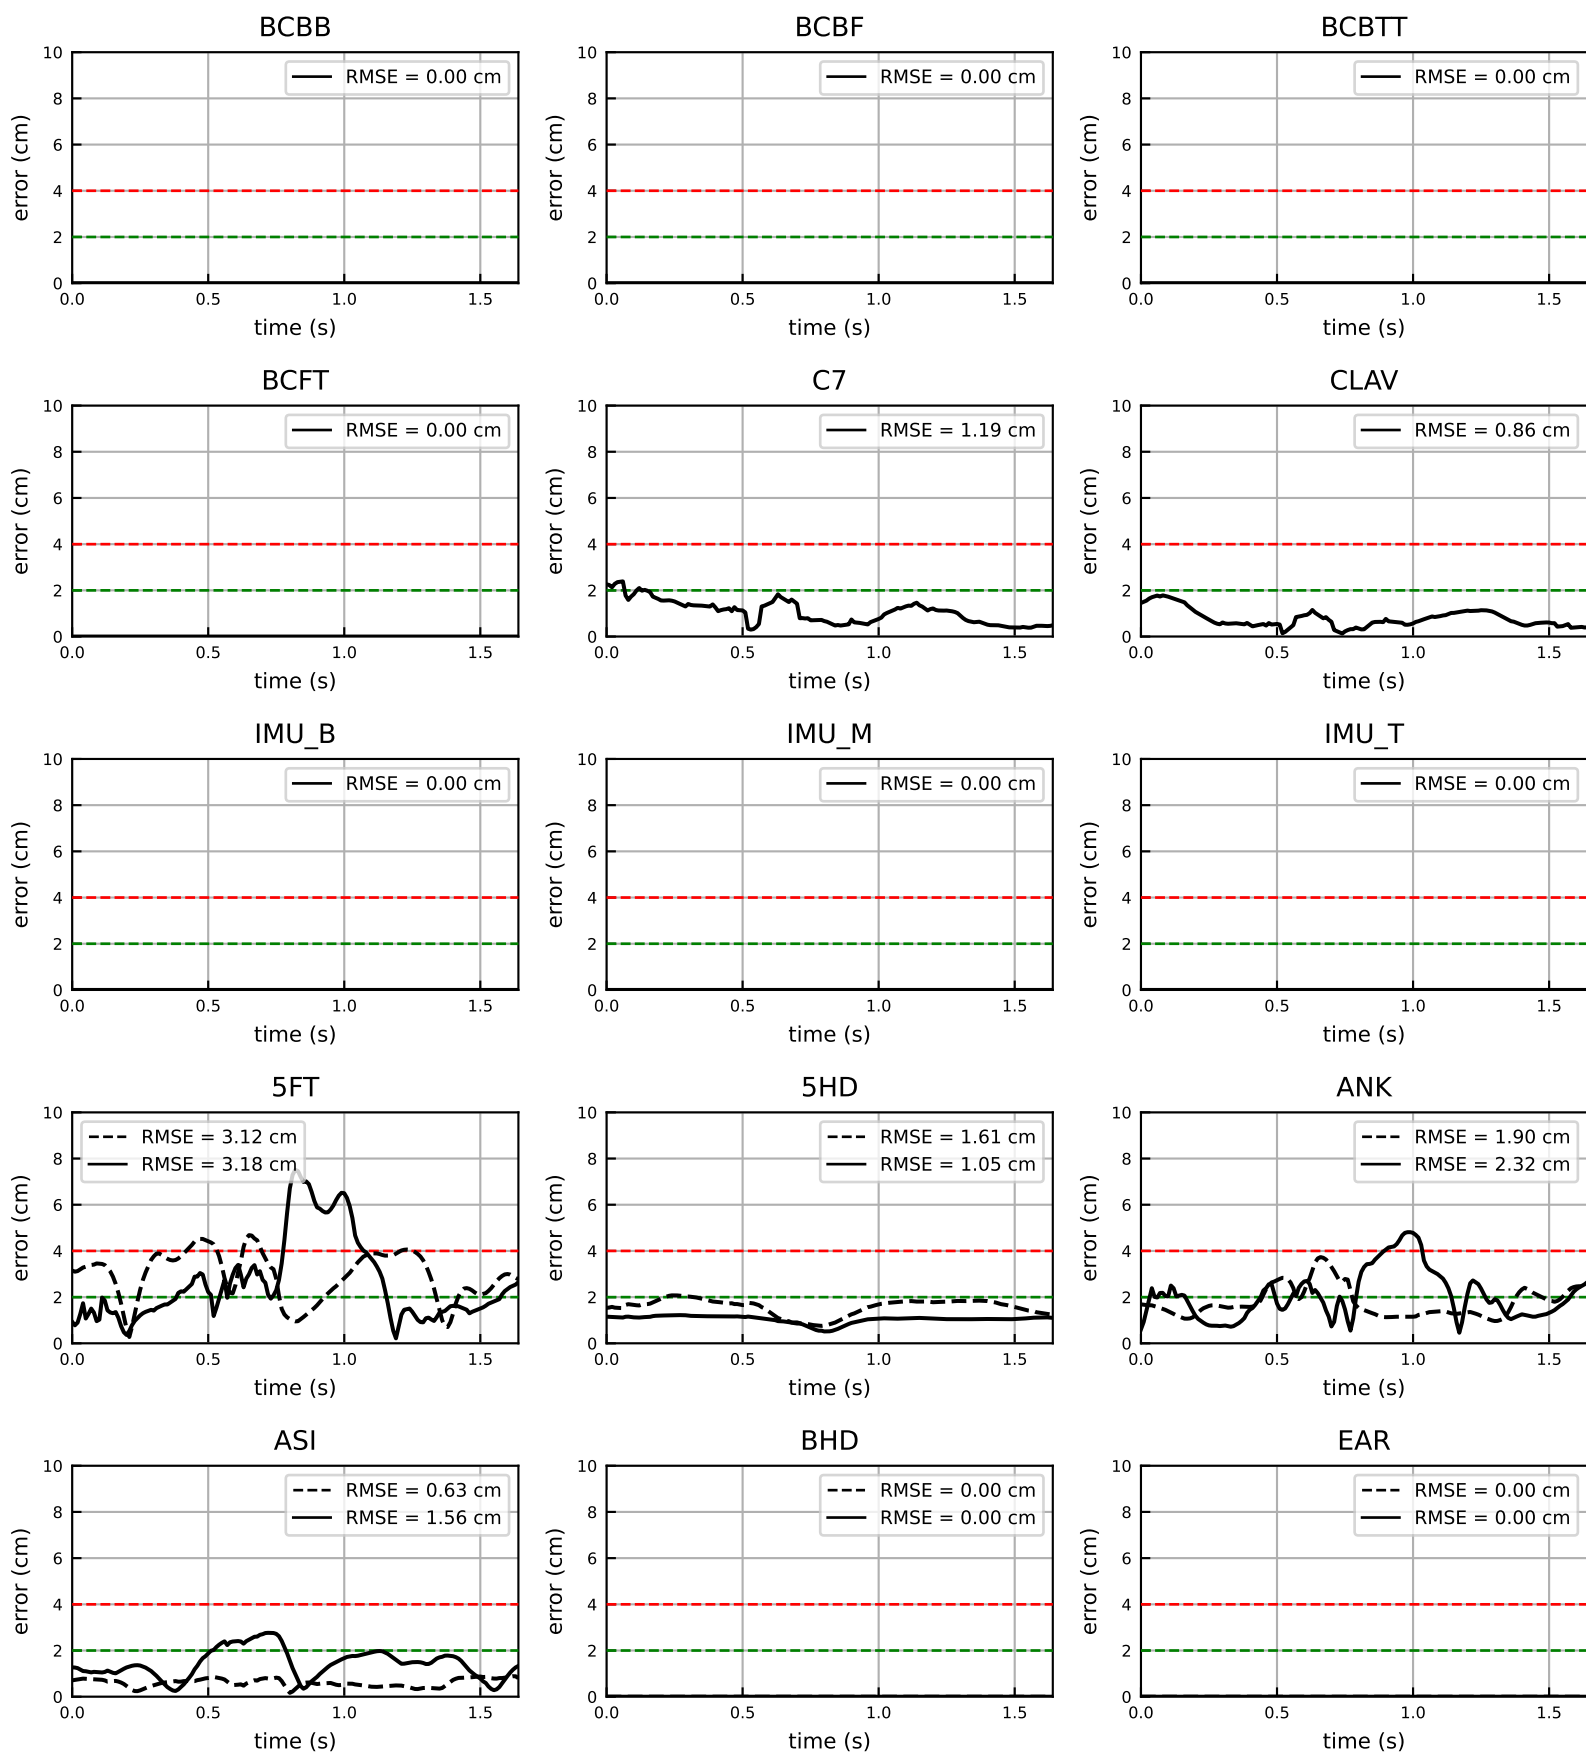 BCBB
RMSE = 0.00 cm
error (cm)
10
8
6
4
2
0
0.0 0.5 1.0 1.5
time (s)
BCBF
RMSE = 0.00 cm
error (cm)
10
8
6
4
2
0
0.0 0.5 1.0 1.5
time (s)
BCBTT
RMSE = 0.00 cm
error (cm)
10
8
6
4
2
0
0.0 0.5 1.0 1.5
time (s)
BCFT
RMSE = 0.00 cm
error (cm)
10
8
6
4
2
0
0.0 0.5 1.0 1.5
time (s)
C7
RMSE = 1.19 cm
error (cm)
10
8
6
4
2
0
0.0 0.5 1.0 1.5
time (s)
CLAV
RMSE = 0.86 cm
error (cm)
10
8
6
4
2
0
0.0 0.5 1.0 1.5
time (s)
IMU_B
RMSE = 0.00 cm
error (cm)
10
8
6
4
2
0
0.0 0.5 1.0 1.5
time (s)
IMU_M
RMSE = 0.00 cm
error (cm)
10
8
6
4
2
0
0.0 0.5 1.0 1.5
time (s)
IMU_T
RMSE = 0.00 cm
error (cm)
10
8
6
4
2
0
0.0 0.5 1.0 1.5
time (s)
5FT
RMSE = 3.12 cm
RMSE = 3.18 cm
error (cm)
10
8
6
4
2
0
0.0 0.5 1.0 1.5
time (s)
5HD
RMSE = 1.61 cm
RMSE = 1.05 cm
error (cm)
10
8
6
4
2
0
0.0 0.5 1.0 1.5
time (s)
ANK
RMSE = 1.90 cm
RMSE = 2.32 cm
error (cm)
10
8
6
4
2
0
0.0 0.5 1.0 1.5
time (s)
ASI
RMSE = 0.63 cm
RMSE = 1.56 cm
error (cm)
10
8
6
4
2
0
0.0 0.5 1.0 1.5
time (s)
BHD
RMSE = 0.00 cm
RMSE = 0.00 cm
error (cm)
10
8
6
4
2
0
0.0 0.5 1.0 1.5
time (s)
EAR
RMSE = 0.00 cm
RMSE = 0.00 cm
error (cm)
10
8
6
4
2
0
0.0 0.5 1.0 1.5
time (s)